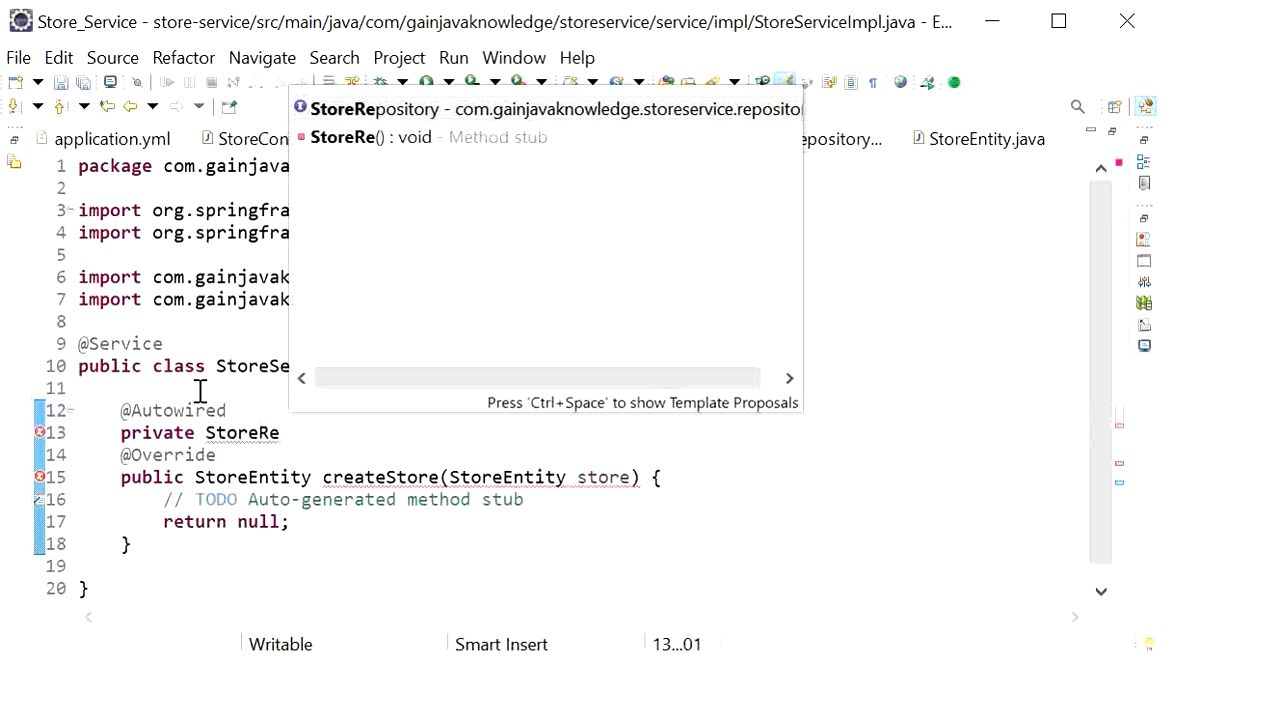 Store_Service - store-service/src/main/java/com/gainjavaknowledge/storeservice/service/impl/StoreServiceImpl.java - E...
File Edit Source Refactor Navigate Search Project Run Window Help
StoreRepository - com.gainjavaknowledge.storeservice.repositor
StoreRe() : void - Method stub
Press 'Ctrl+Space' to show Template Proposals
application.yml StoreCon epository... StoreEntity.java
1 package com.gainjava
2
3 import org.springfra
4 import org.springfra
5
6 import com.gainjavak
7 import com.gainjavak
8
9 @Service
10 public class StoreSe
11
12 @Autowired
13 private StoreRe
14 @Override
15 public StoreEntity createStore(StoreEntity store) {
16 // TODO Auto-generated method stub
17 return null;
18 }
19
20 }
Writable Smart Insert 13...01